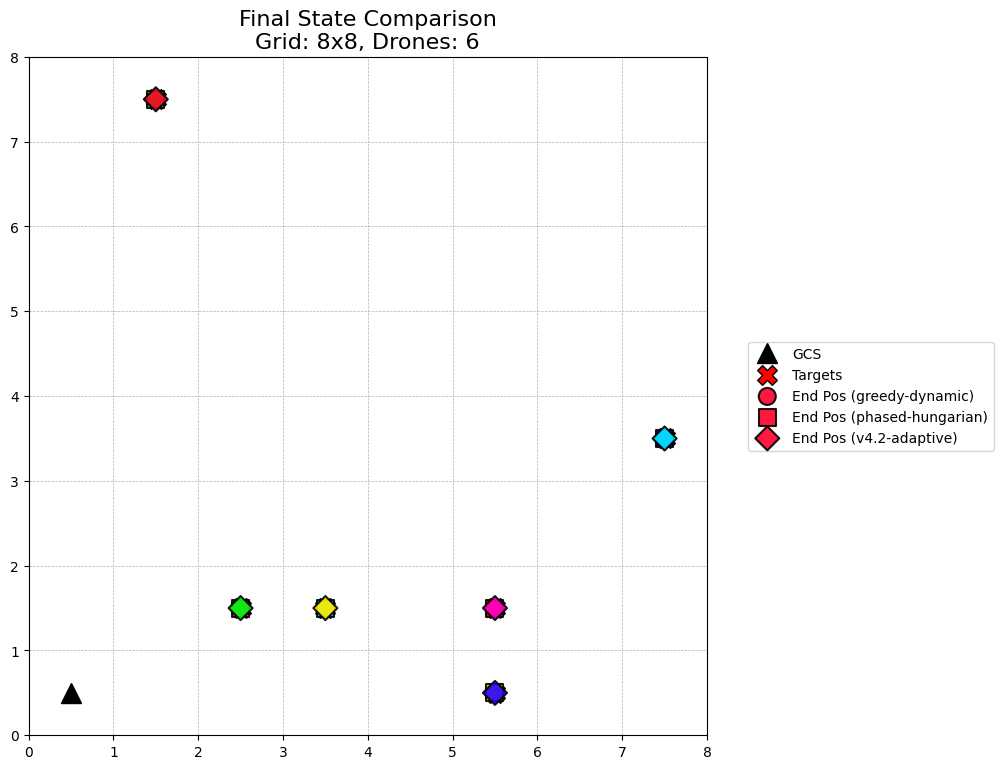 Final State Comparison
Grid: 8x8, Drones: 6
8
7
6
5
4
3
2
1
0
0 1 2 3 4 5 6 7 8
GCS
Targets
End Pos (greedy-dynamic)
End Pos (phased-hungarian)
End Pos (v4.2-adaptive)